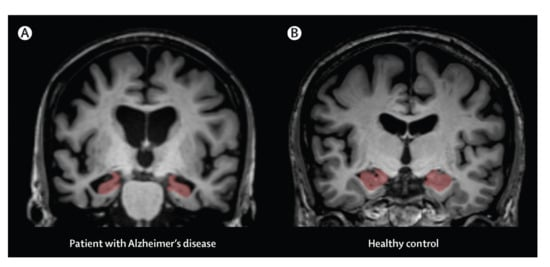 A
B
Patient with Alzheimer's disease
Healthy control